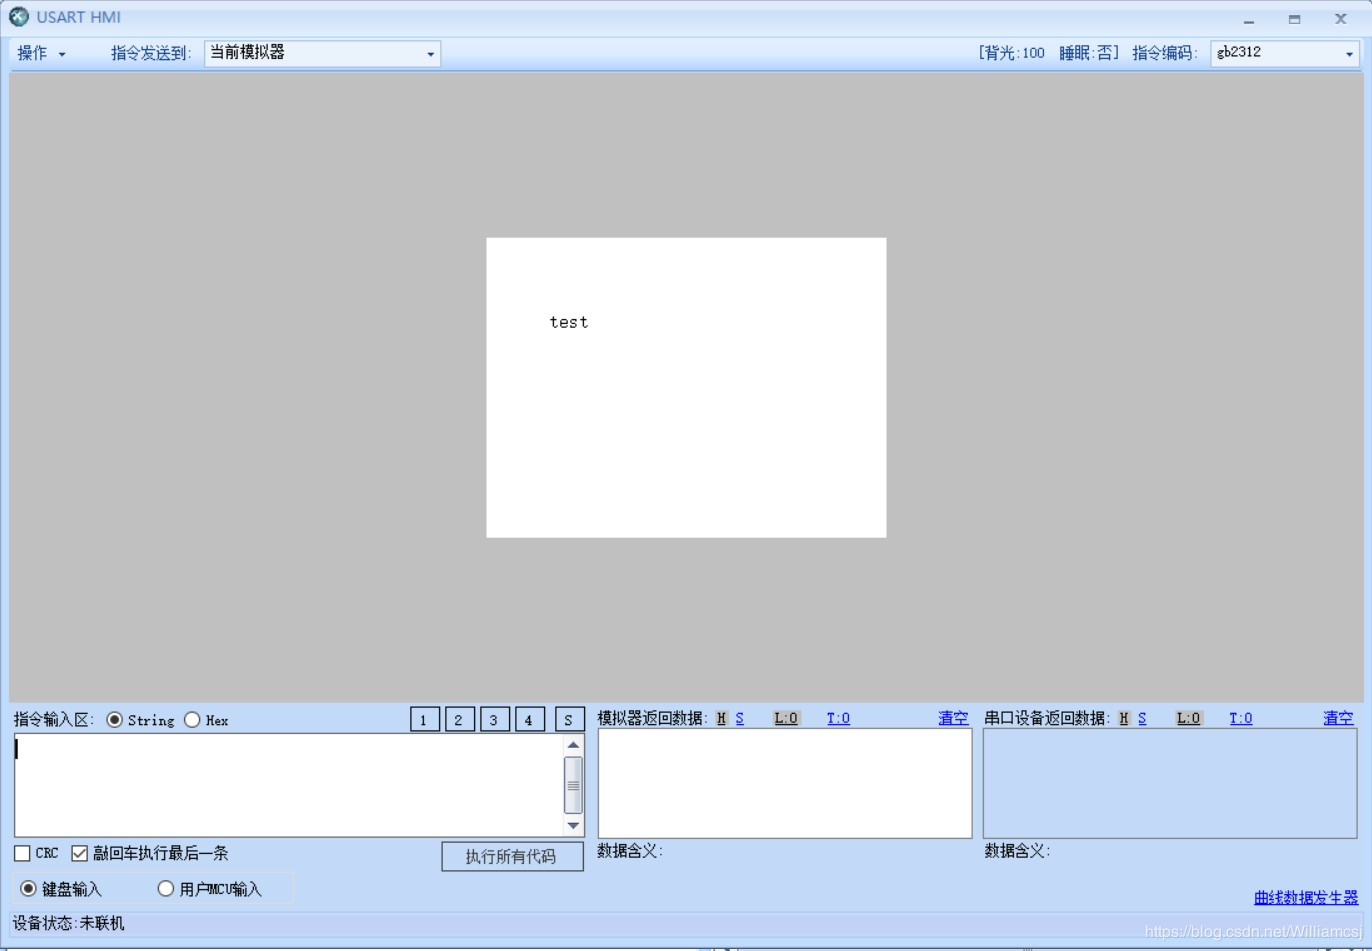 USART HMI
操作 指令发送到: 当前模拟器 [背光:100 睡眠:否] 指令编码: gb2312
test
指令输入区: String Hex 1 2 3 4 S 模拟器返回数据: H S L:0 T:0 清空 串口设备返回数据: H S L:0 T:0 清空
CRC 敲回车执行最后一条 执行所有代码 数据含义: 数据含义:
键盘输入 用户MCU输入 曲线数据发生器
设备状态:未联机
https://blog.csdn.net/Williamcsj